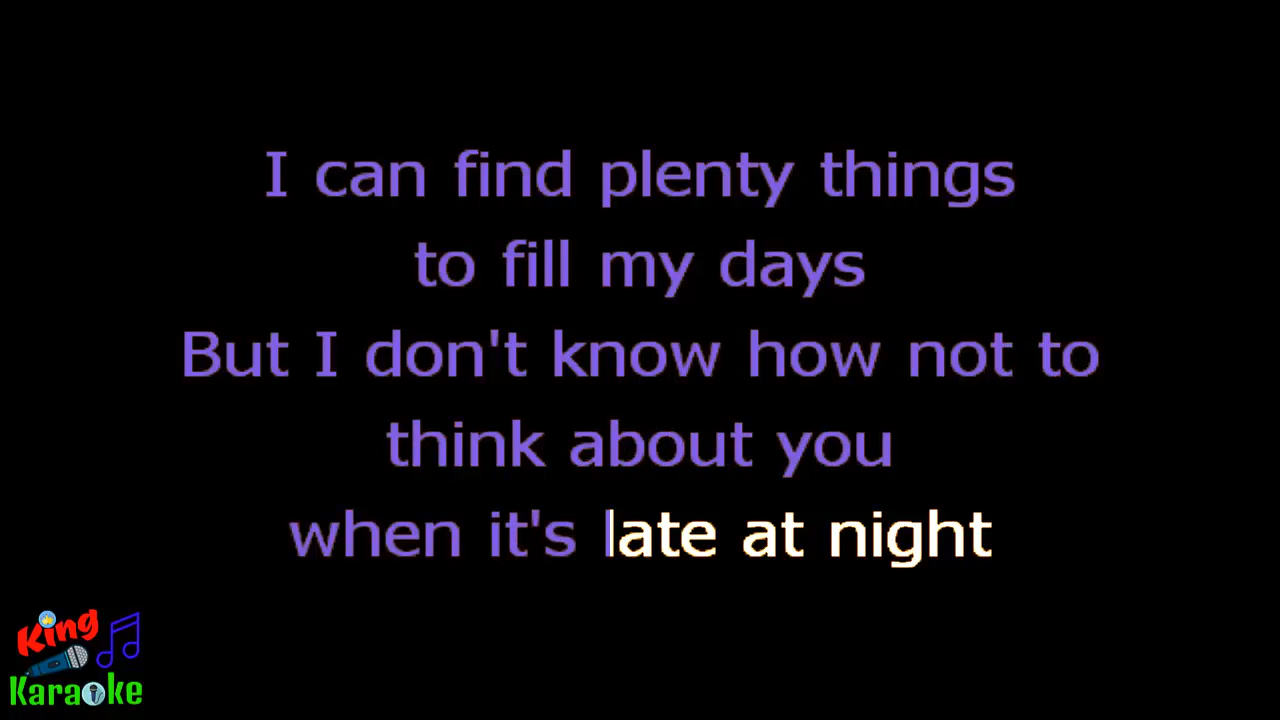 I can find plenty things
to fill my days
But I don't know how not to
think about you
when it's late at night
King
Karaoke